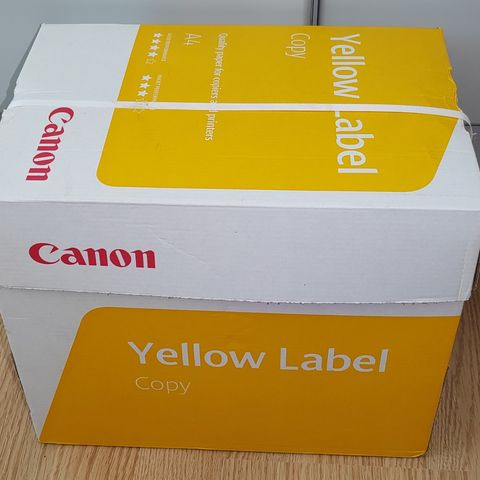 Yellow Label
Copy
Quality paper for copiers and printers
A4
Canon
Canon
Yellow Label
Copy